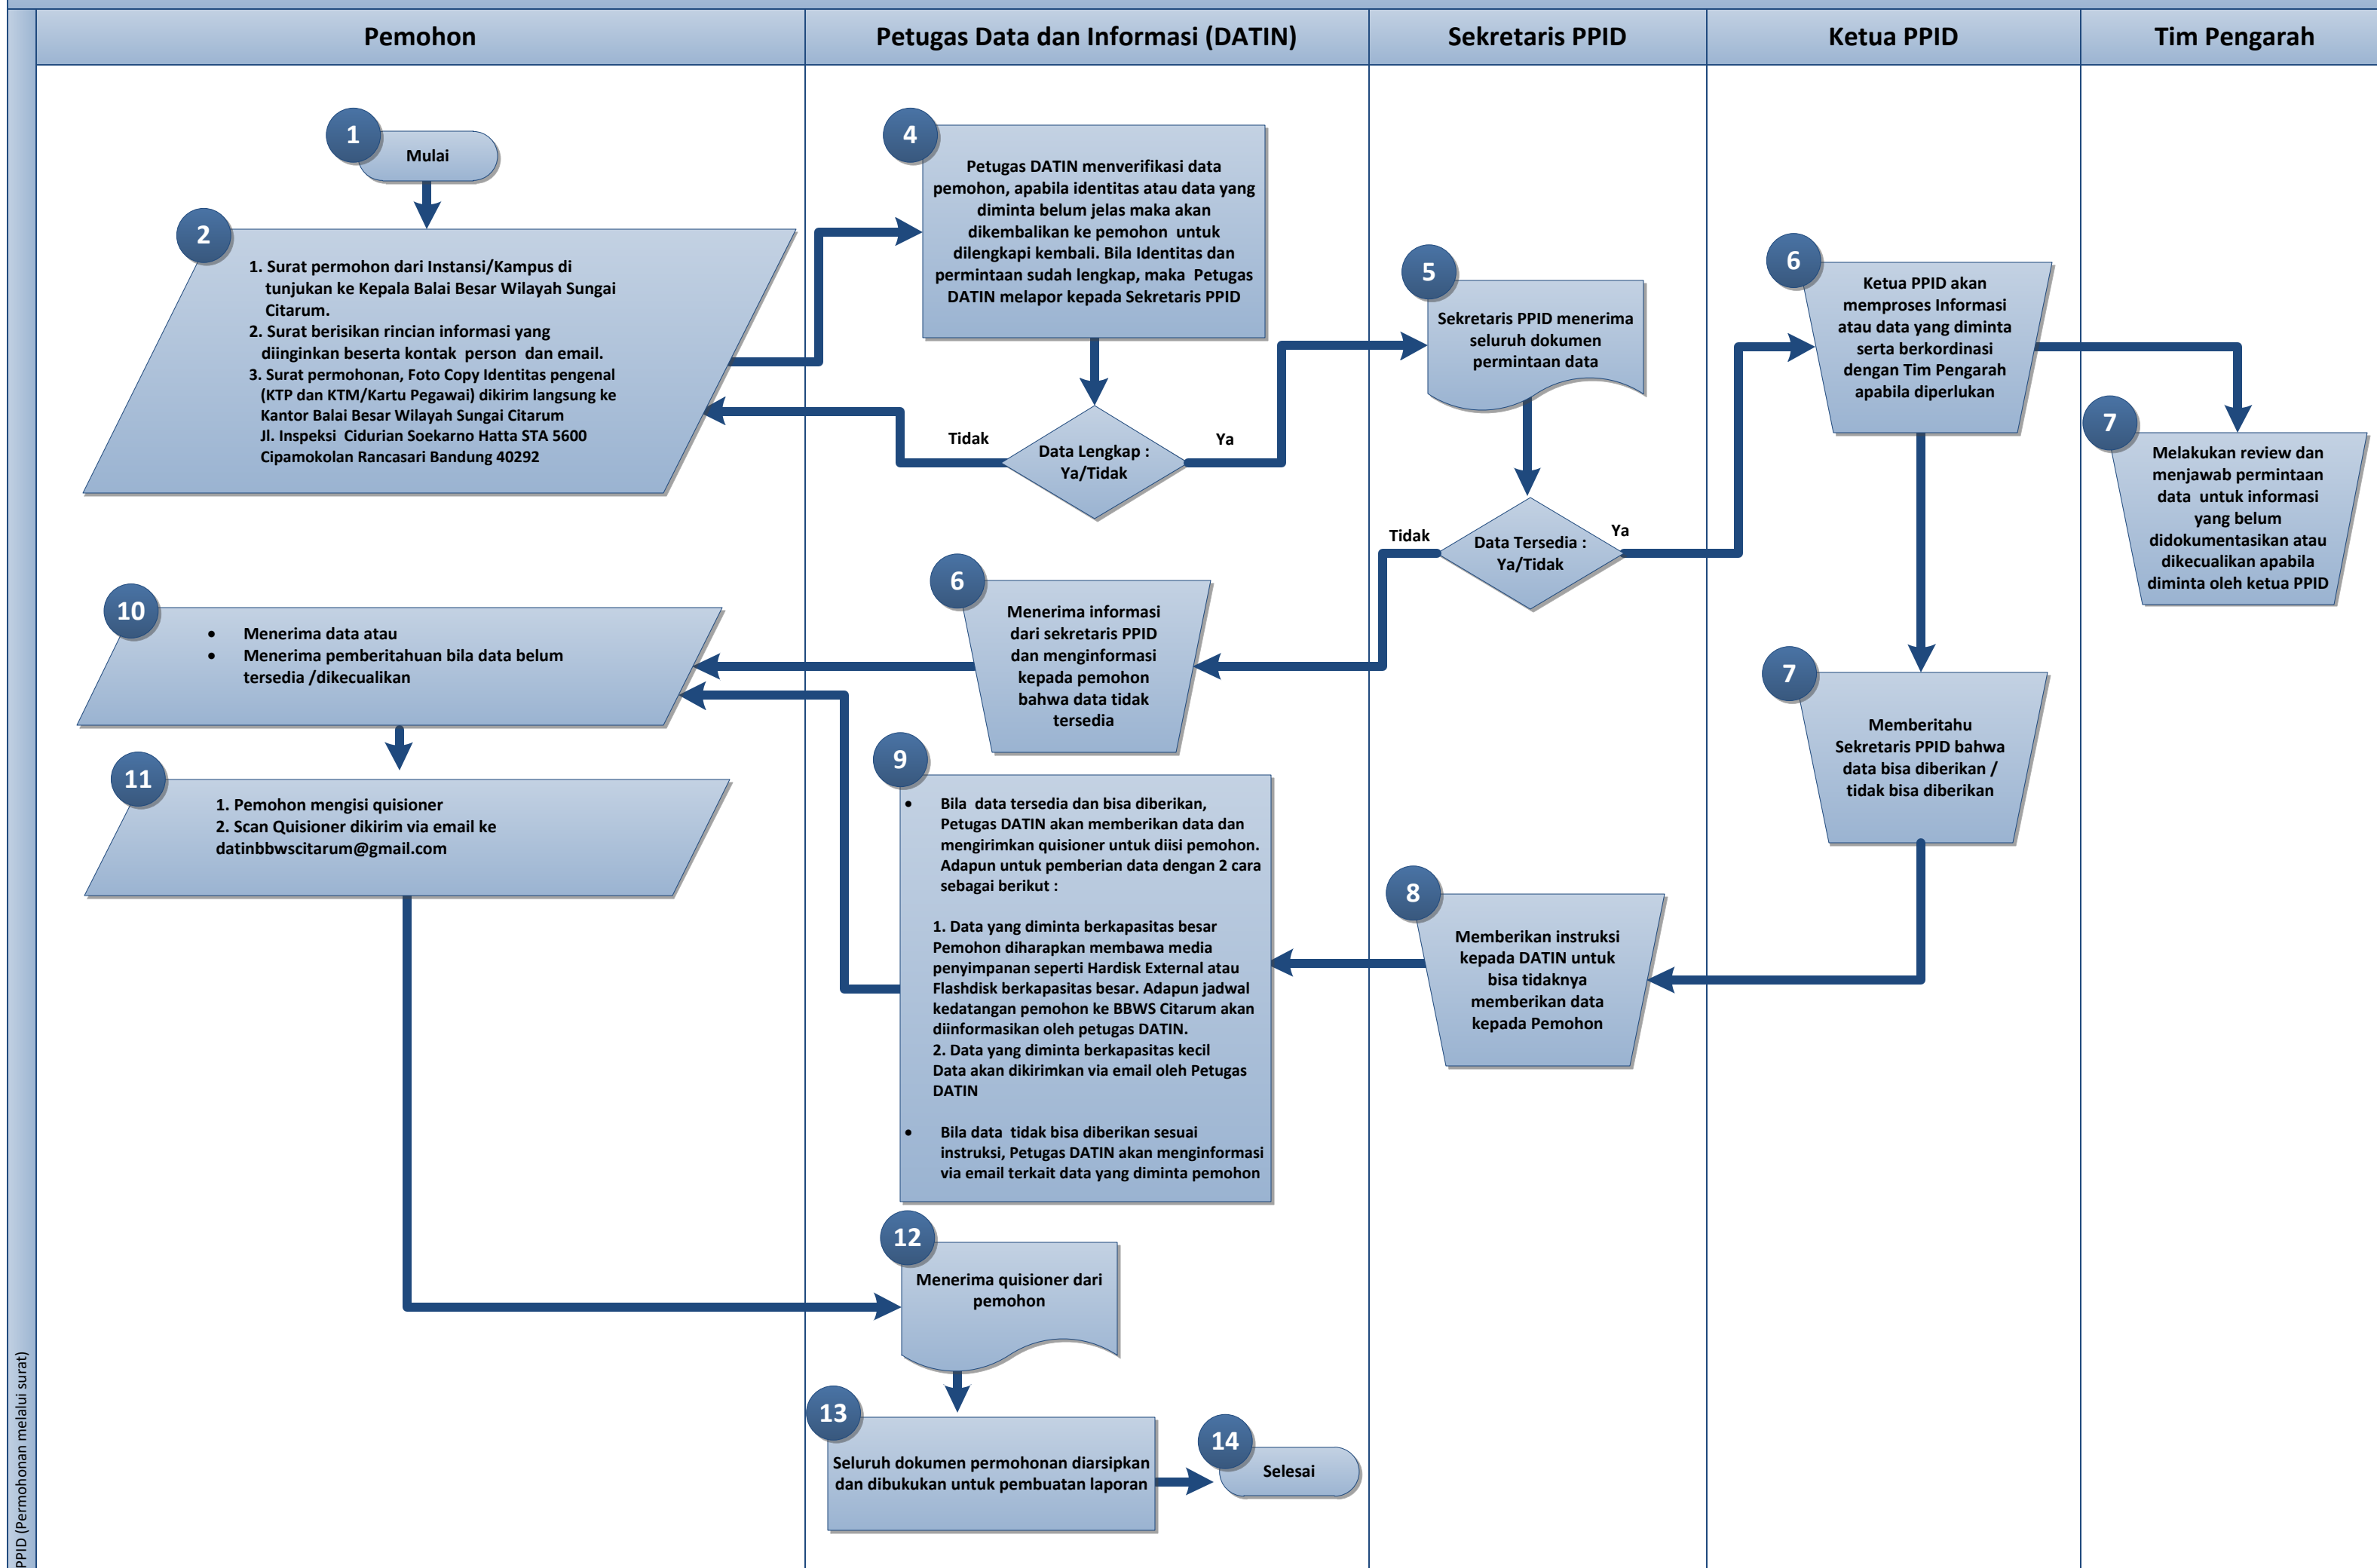 Pemohon
Petugas Data dan Informasi (DATIN)
Sekretaris PPID
Ketua PPID
Tim Pengarah
1
Mulai
2
1. Surat permohon dari Instansi/Kampus di
tunjukan ke Kepala Balai Besar Wilayah Sungai
Citarum.
2. Surat berisikan rincian informasi yang
diinginkan beserta kontak person dan email.
3. Surat permohonan, Foto Copy Identitas pengenal
(KTP dan KTM/Kartu Pegawai) dikirim langsung ke
Kantor Balai Besar Wilayah Sungai Citarum
Jl. Inspeksi Cidurian Soekarno Hatta STA 5600
Cipamokolan Rancasari Bandung 40292
4
Petugas DATIN menverifikasi data
pemohon, apabila identitas atau data yang
diminta belum jelas maka akan
dikembalikan ke pemohon untuk
dilengkapi kembali. Bila Identitas dan
permintaan sudah lengkap, maka Petugas
DATIN melapor kepada Sekretaris PPID
Tidak
Data Lengkap :
Ya/Tidak
Ya
5
Sekretaris PPID menerima
seluruh dokumen
permintaan data
Tidak
Data Tersedia :
Ya/Tidak
Ya
6
Ketua PPID akan
memproses Informasi
atau data yang diminta
serta berkordinasi
dengan Tim Pengarah
apabila diperlukan
7
Melakukan review dan
menjawab permintaan
data untuk informasi
yang belum
didokumentasikan atau
dikecualikan apabila
diminta oleh ketua PPID
6
Menerima informasi
dari sekretaris PPID
dan menginformasi
kepada pemohon
bahwa data tidak
tersedia
7
Memberitahu
Sekretaris PPID bahwa
data bisa diberikan /
tidak bisa diberikan
8
Memberikan instruksi
kepada DATIN untuk
bisa tidaknya
memberikan data
kepada Pemohon
9
• Bila data tersedia dan bisa diberikan,
Petugas DATIN akan memberikan data dan
mengirimkan quisioner untuk diisi pemohon.
Adapun untuk pemberian data dengan 2 cara
sebagai berikut :
1. Data yang diminta berkapasitas besar
Pemohon diharapkan membawa media
penyimpanan seperti Hardisk External atau
Flashdisk berkapasitas besar. Adapun jadwal
kedatangan pemohon ke BBWS Citarum akan
diinformasikan oleh petugas DATIN.
2. Data yang diminta berkapasitas kecil
Data akan dikirimkan via email oleh Petugas
DATIN
• Bila data tidak bisa diberikan sesuai
instruksi, Petugas DATIN akan menginformasi
via email terkait data yang diminta pemohon
10
• Menerima data atau
• Menerima pemberitahuan bila data belum
tersedia /dikecualikan
11
1. Pemohon mengisi quisioner
2. Scan Quisioner dikirim via email ke
datinbbwscitarum@gmail.com
12
Menerima quisioner dari
pemohon
13
Seluruh dokumen permohonan diarsipkan
dan dibukukan untuk pembuatan laporan
14
Selesai
PPID (Permohonan melalui surat)